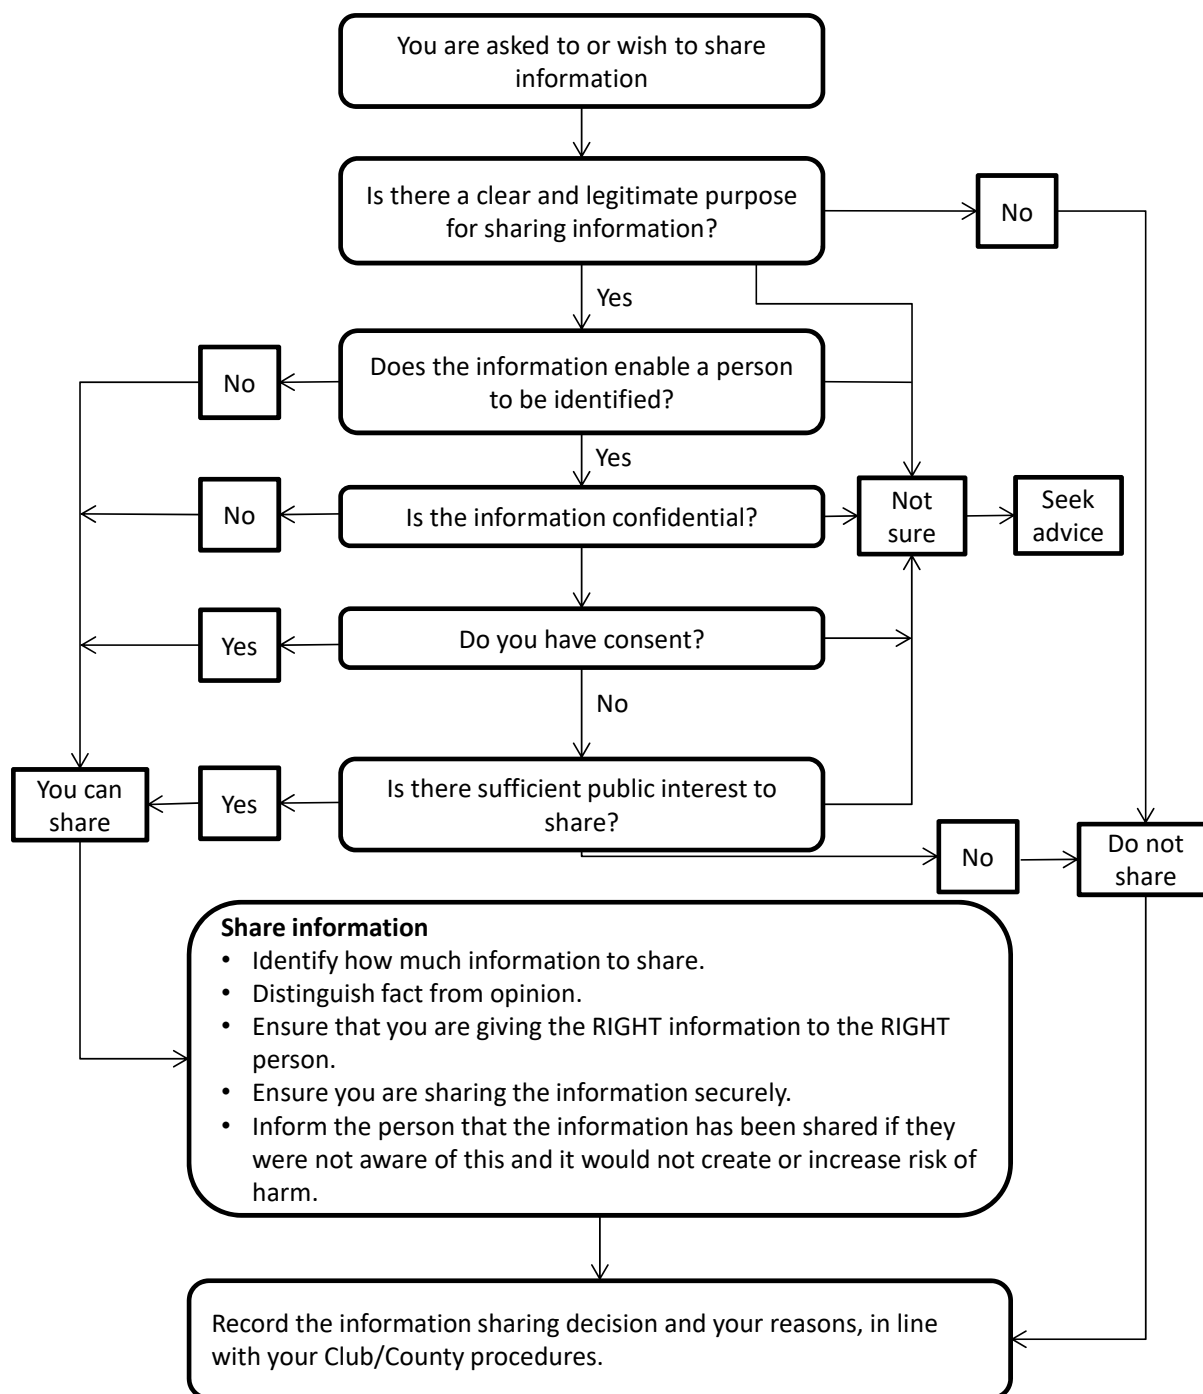 You are asked to or wish to share
information
Is there a clear and legitimate purpose
for sharing information?
No
Yes
Does the information enable a person
to be identified?
No
Yes
Is the information confidential?
No
Not
sure
Seek
advice
Do you have consent?
Yes
No
Is there sufficient public interest to
share?
Yes
You can
share
No
Do not
share
Share information
• Identify how much information to share.
• Distinguish fact from opinion.
• Ensure that you are giving the RIGHT information to the RIGHT
person.
• Ensure you are sharing the information securely.
• Inform the person that the information has been shared if they
were not aware of this and it would not create or increase risk of
harm.
Record the information sharing decision and your reasons, in line
with your Club/County procedures.